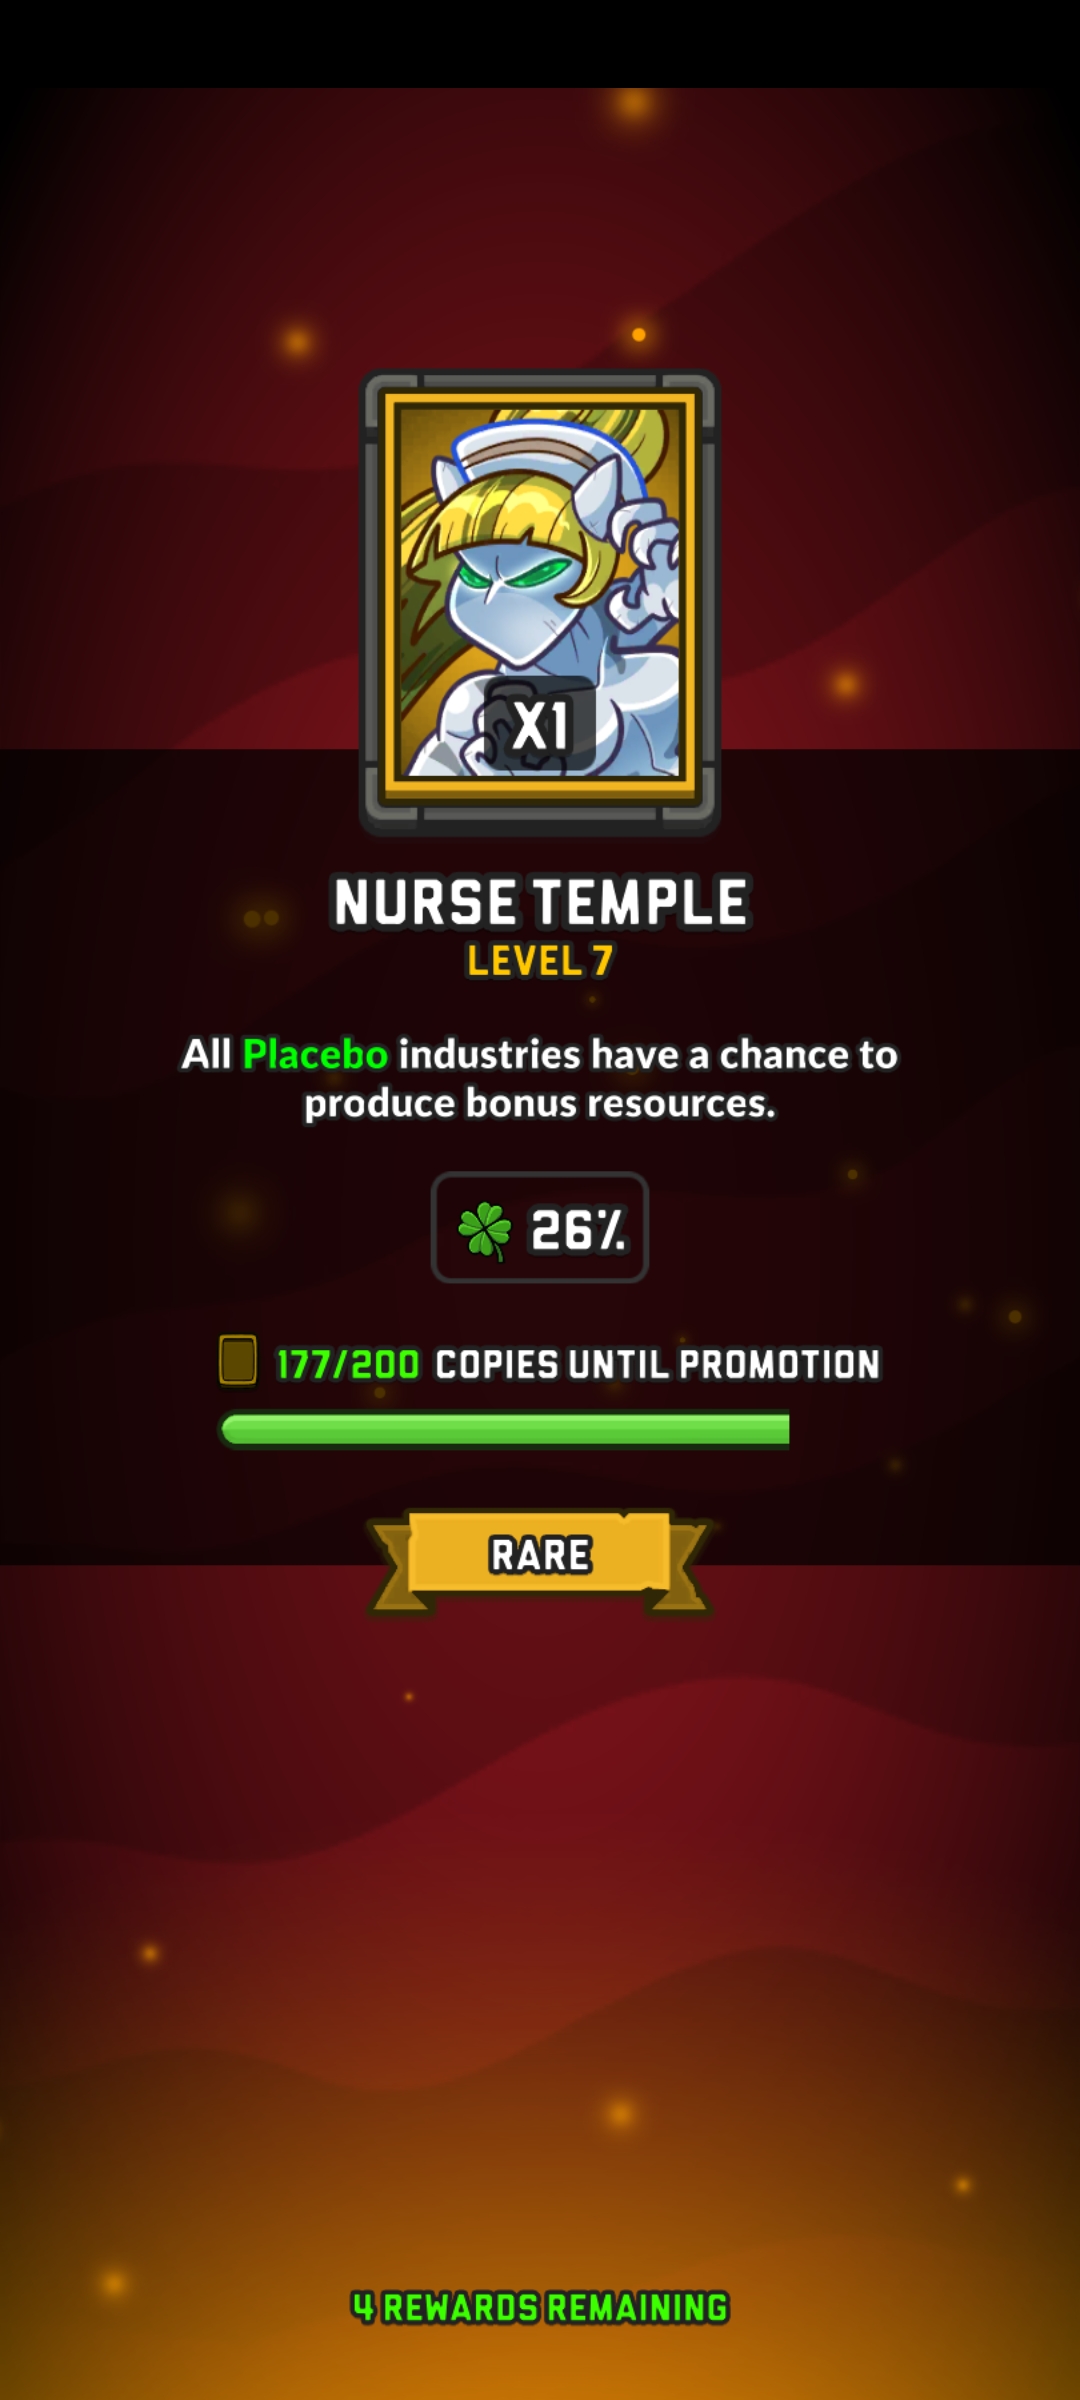 X1
NURSE TEMPLE
LEVEL 7
All Placebo industries have a chance to
produce bonus resources.
26%
177/200 COPIES UNTIL PROMOTION
RARE
4 REWARDS REMAINING